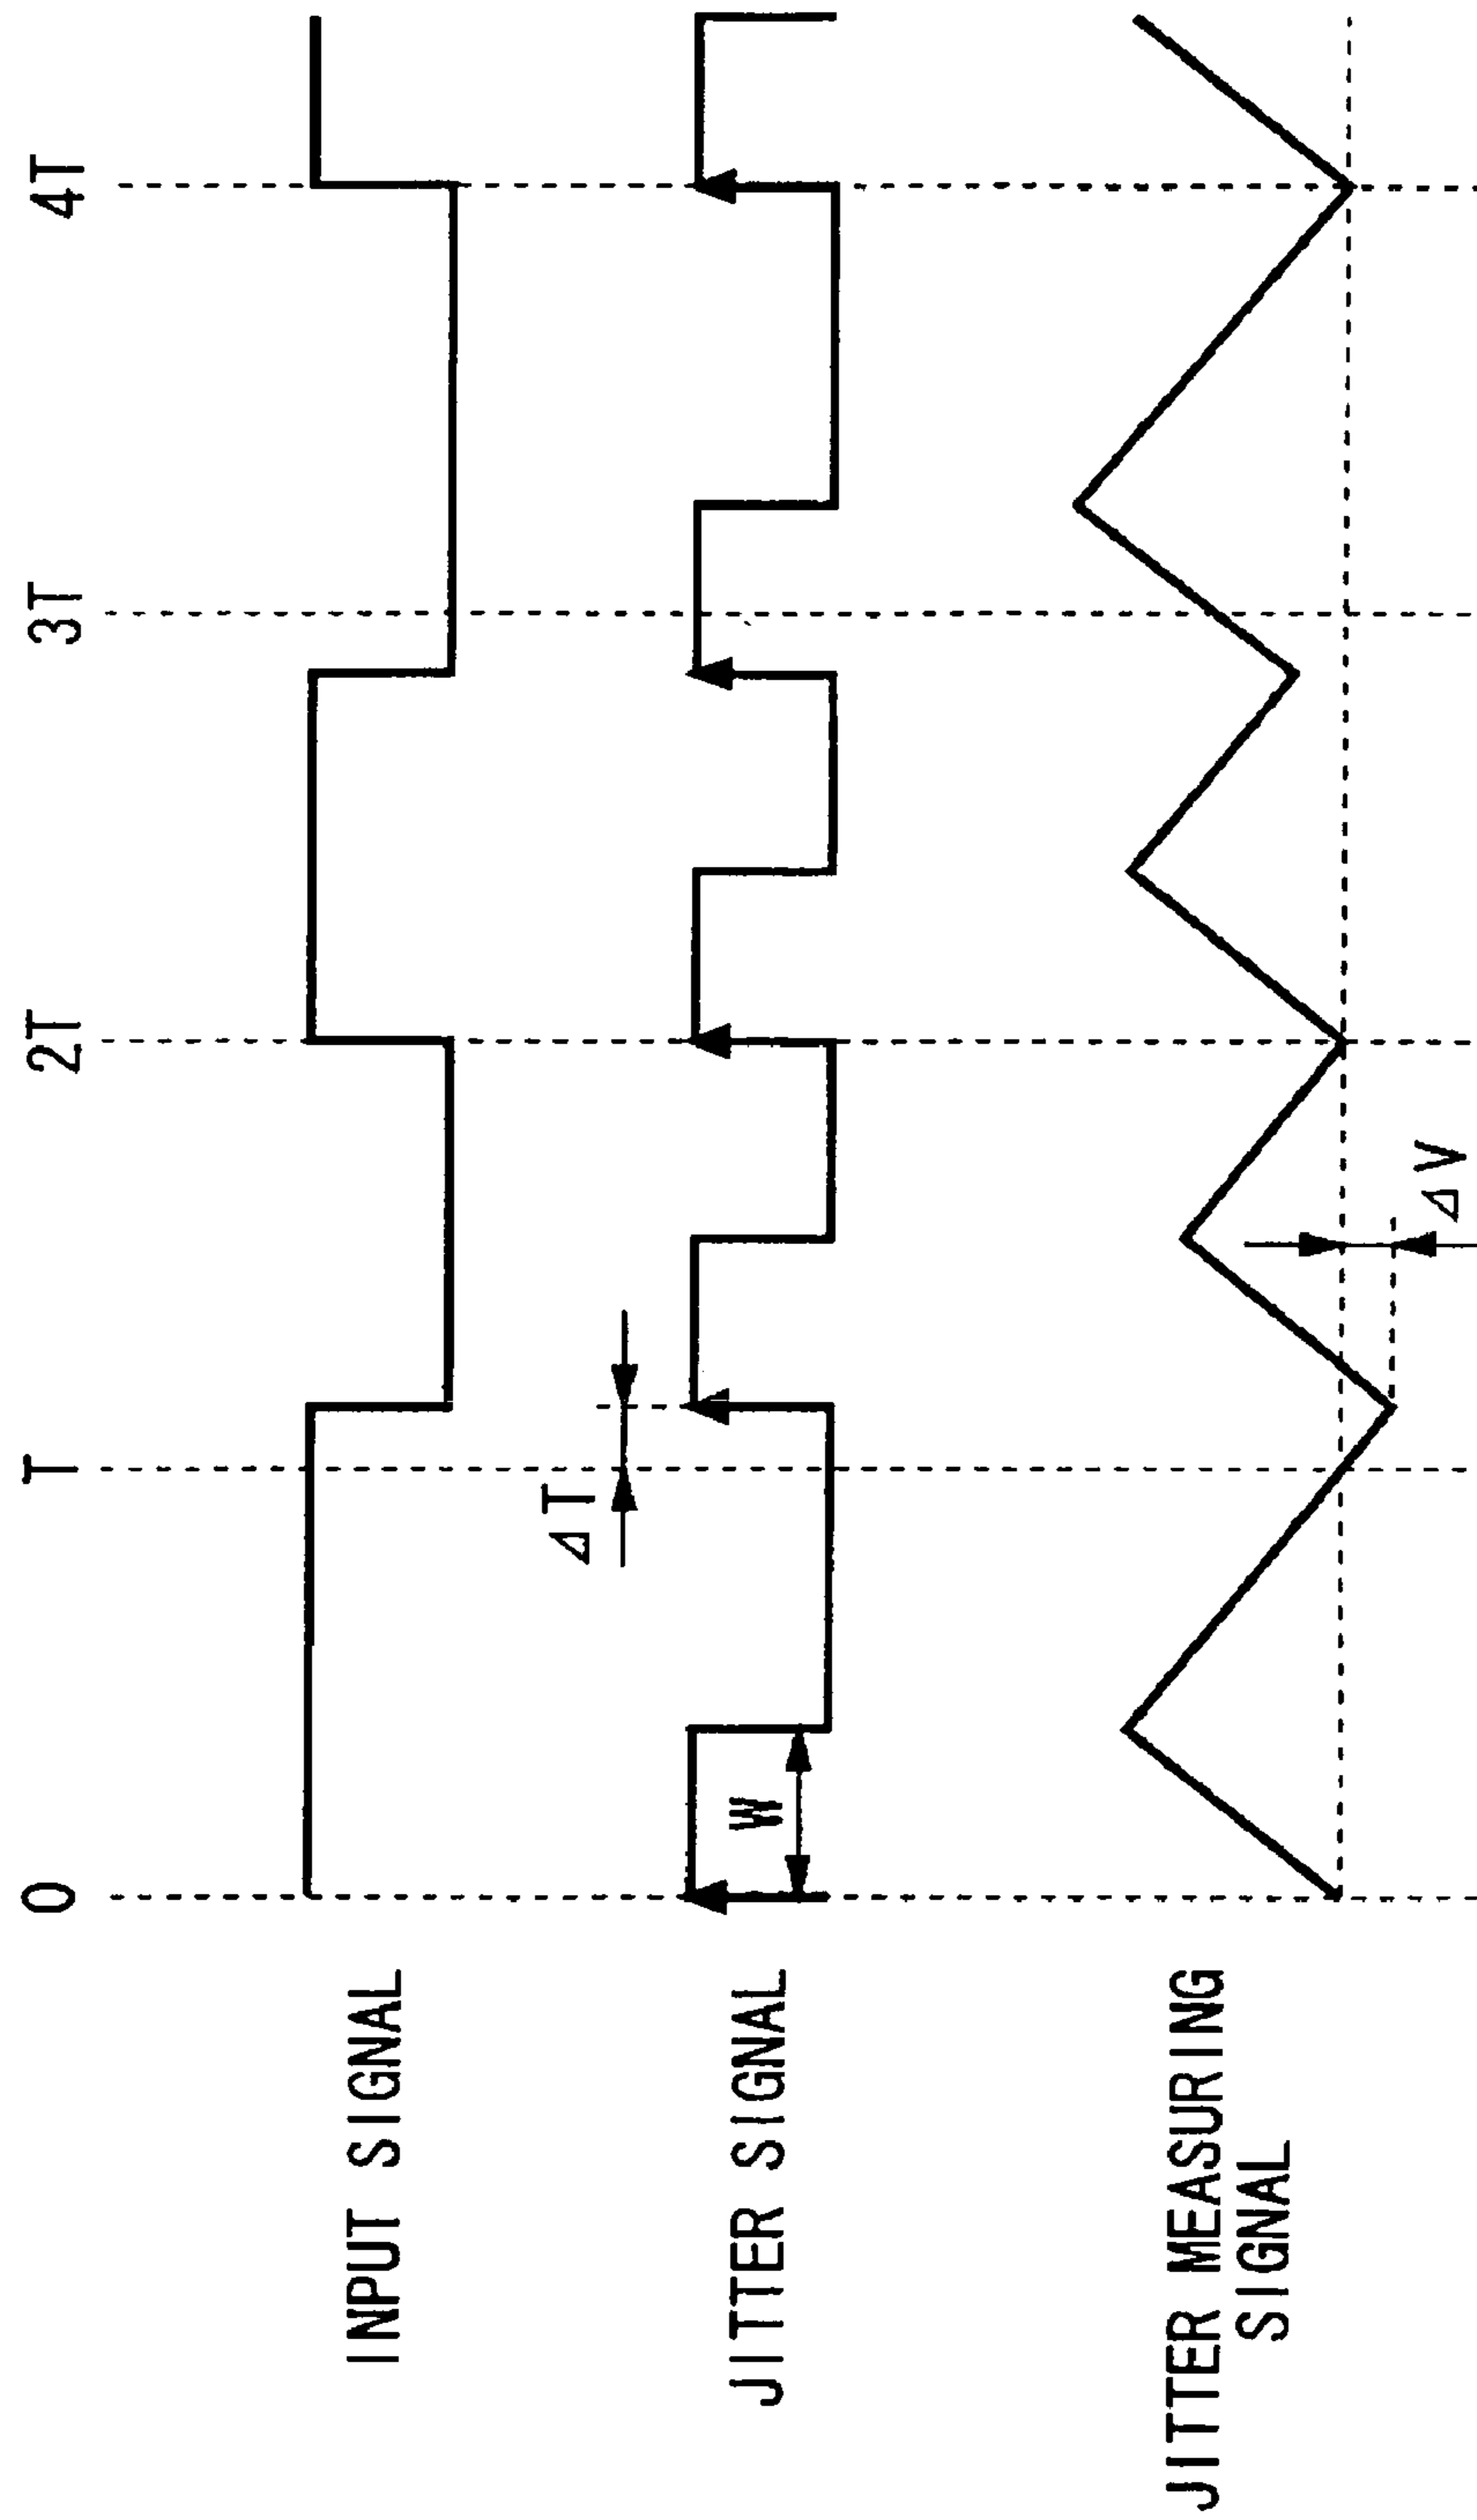 0 T 2T 3T 4T
INPUT SIGNAL
ΔT
JITTER SIGNAL
W
JITTER MEASURING
SIGNAL
ΔV